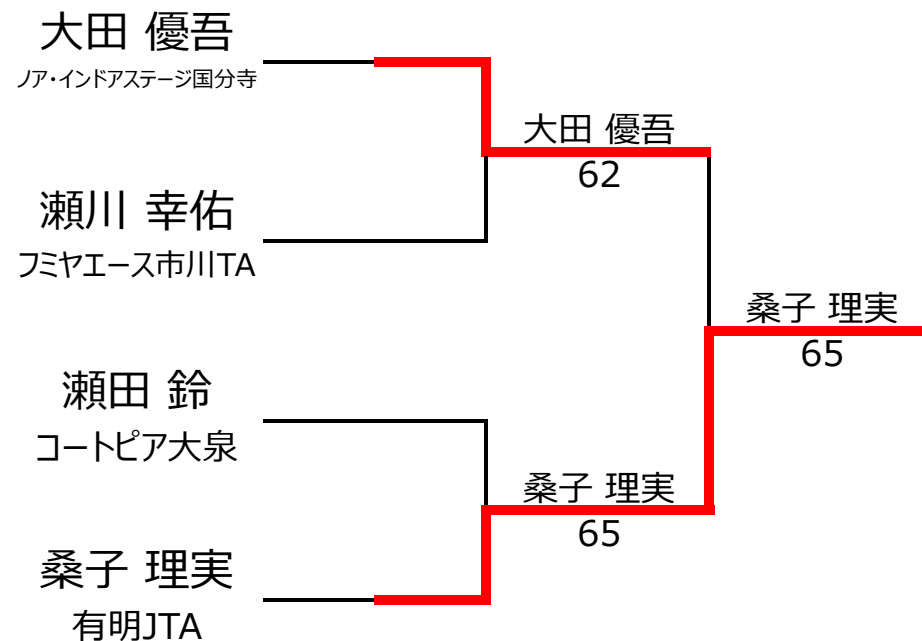 大田 優吾
ノア・インドアステージ国分寺
大田 優吾
62
瀬川 幸佑
フミヤエース市川TA
桑子 理実
65
瀬田 鈴
コートピア大泉
桑子 理実
65
桑子 理実
有明JTA